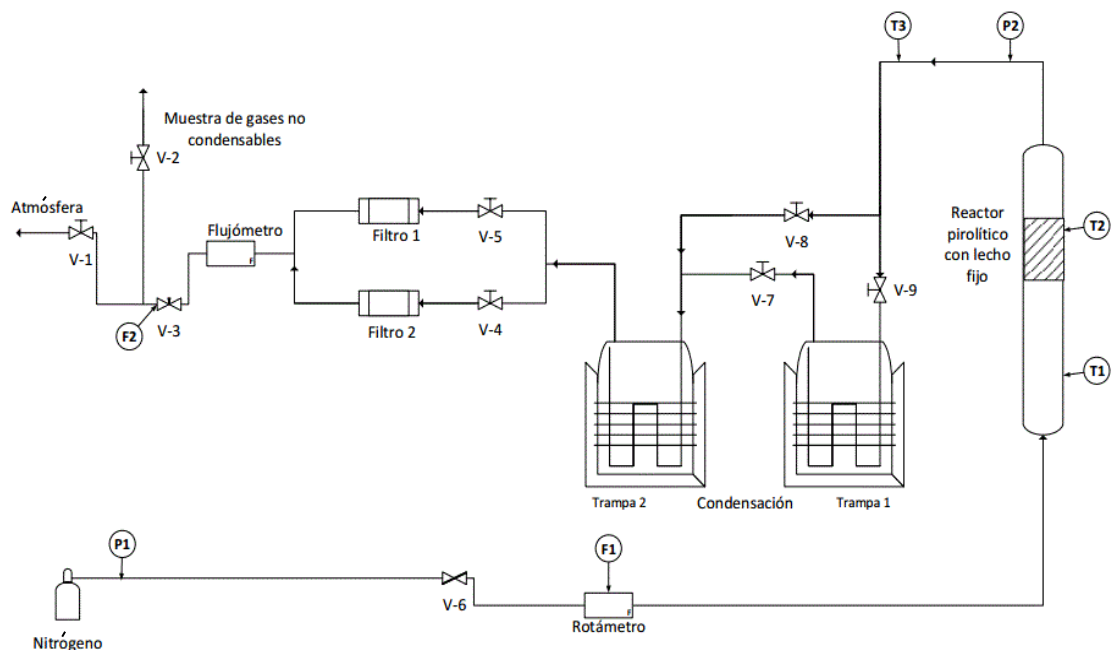 T3
P2
Muestra de gases no
condensables
V-2
Atmósfera
V-1
Flujómetro
F
Filtro 1
V-5
V-8
Reactor
pirolítico
con lecho
fijo
T2
V-7
V-9
F2
V-3
Filtro 2
V-4
T1
Trampa 2
Condensación
Trampa 1
P1
F1
V-6
F
Rotámetro
Nitrógeno